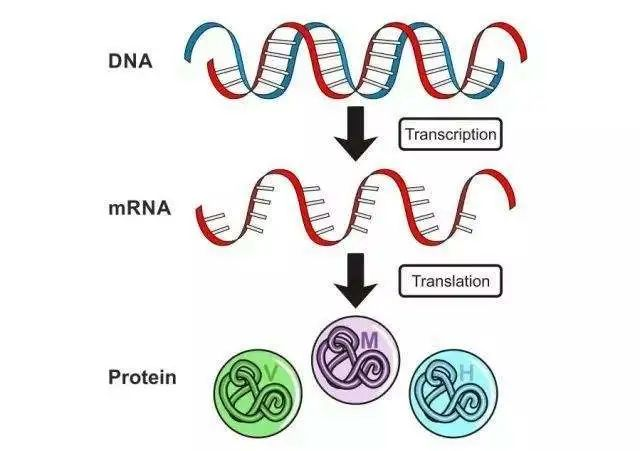 DNA
Transcription
mRNA
Translation
M
Protein
V
H